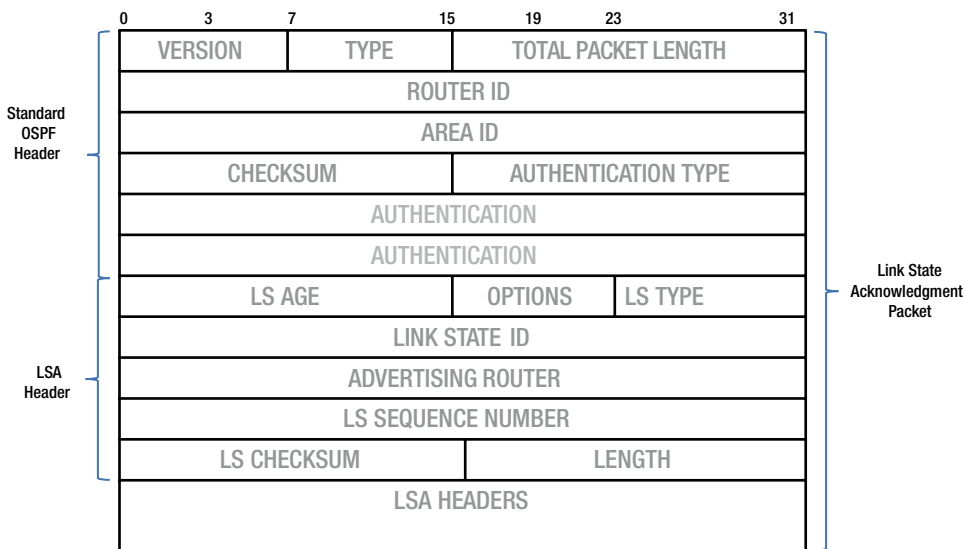 0 3 7 15 19 23 31
VERSION TYPE TOTAL PACKET LENGTH
ROUTER ID
AREA ID
CHECKSUM AUTHENTICATION TYPE
AUTHENTICATION
AUTHENTICATION
Standard
OSPF
Header
LS AGE OPTIONS LS TYPE
LINK STATE ID
ADVERTISING ROUTER
LS SEQUENCE NUMBER
LS CHECKSUM LENGTH
LSA
Header
LSA HEADERS
Link State
Acknowledgment
Packet